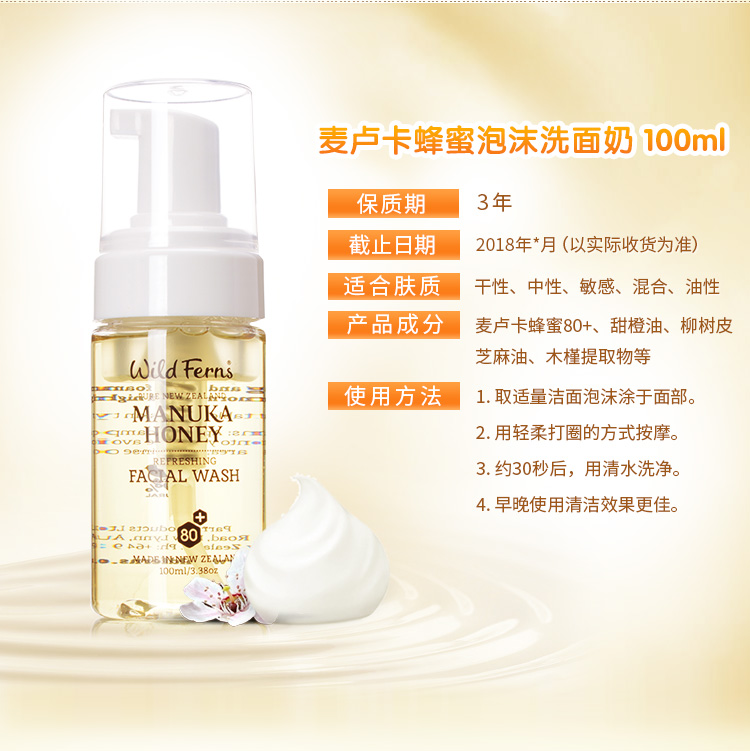 麦卢卡蜂蜜泡沫洗面奶 100ml
保质期 3年
截止日期 2018年*月（以实际收货为准）
适合肤质 干性、中性、敏感、混合、油性
产品成分 麦卢卡蜂蜜80+、甜橙油、柳树皮
芝麻油、木槿提取物等
使用方法 1. 取适量洁面泡沫涂于面部。
2. 用轻柔打圈的方式按摩。
3. 约30秒后，用清水洗净。
4. 早晚使用清洁效果更佳。
Wild Ferns
PURE NEW ZEALAND
MANUKA
HONEY
REFRESHING
FACIAL WASH
80+
MADE IN NEW ZEALAND
100ml/3.38oz